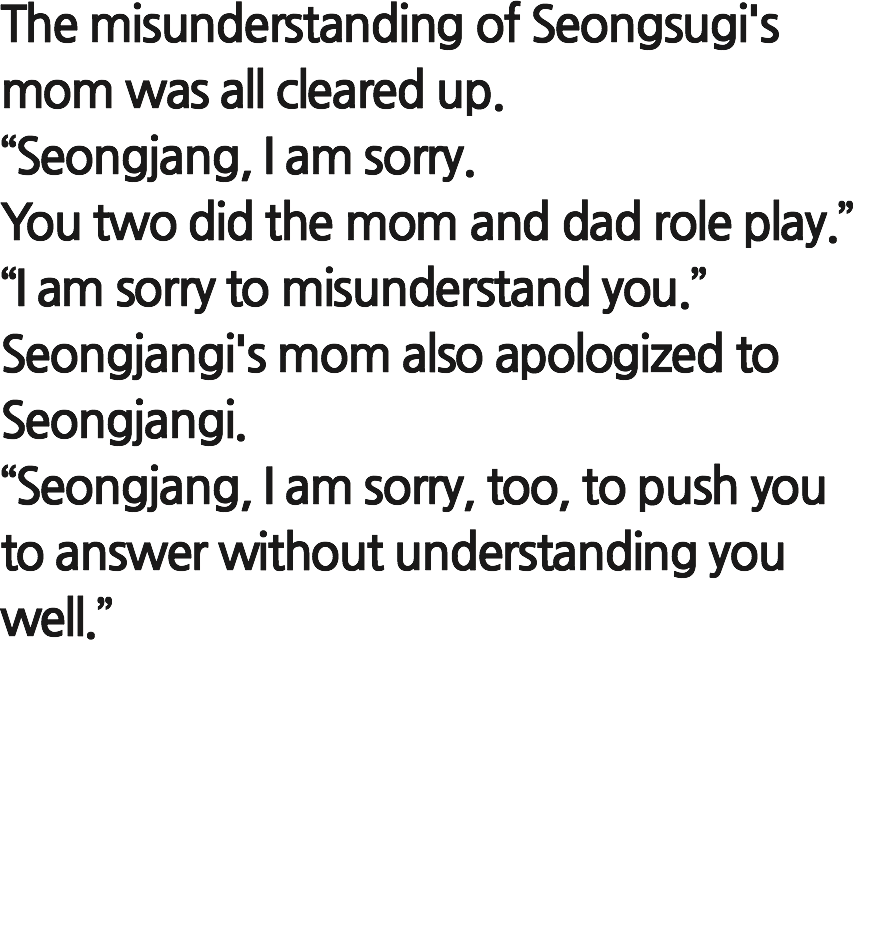 The misunderstanding of Seongsugi's
mom was all cleared up.
“Seongjang, I am sorry.
You two did the mom and dad role play.”
“I am sorry to misunderstand you.”
Seongjangi's mom also apologized to
Seongjangi.
“Seongjang, I am sorry, too, to push you
to answer without understanding you
well.”